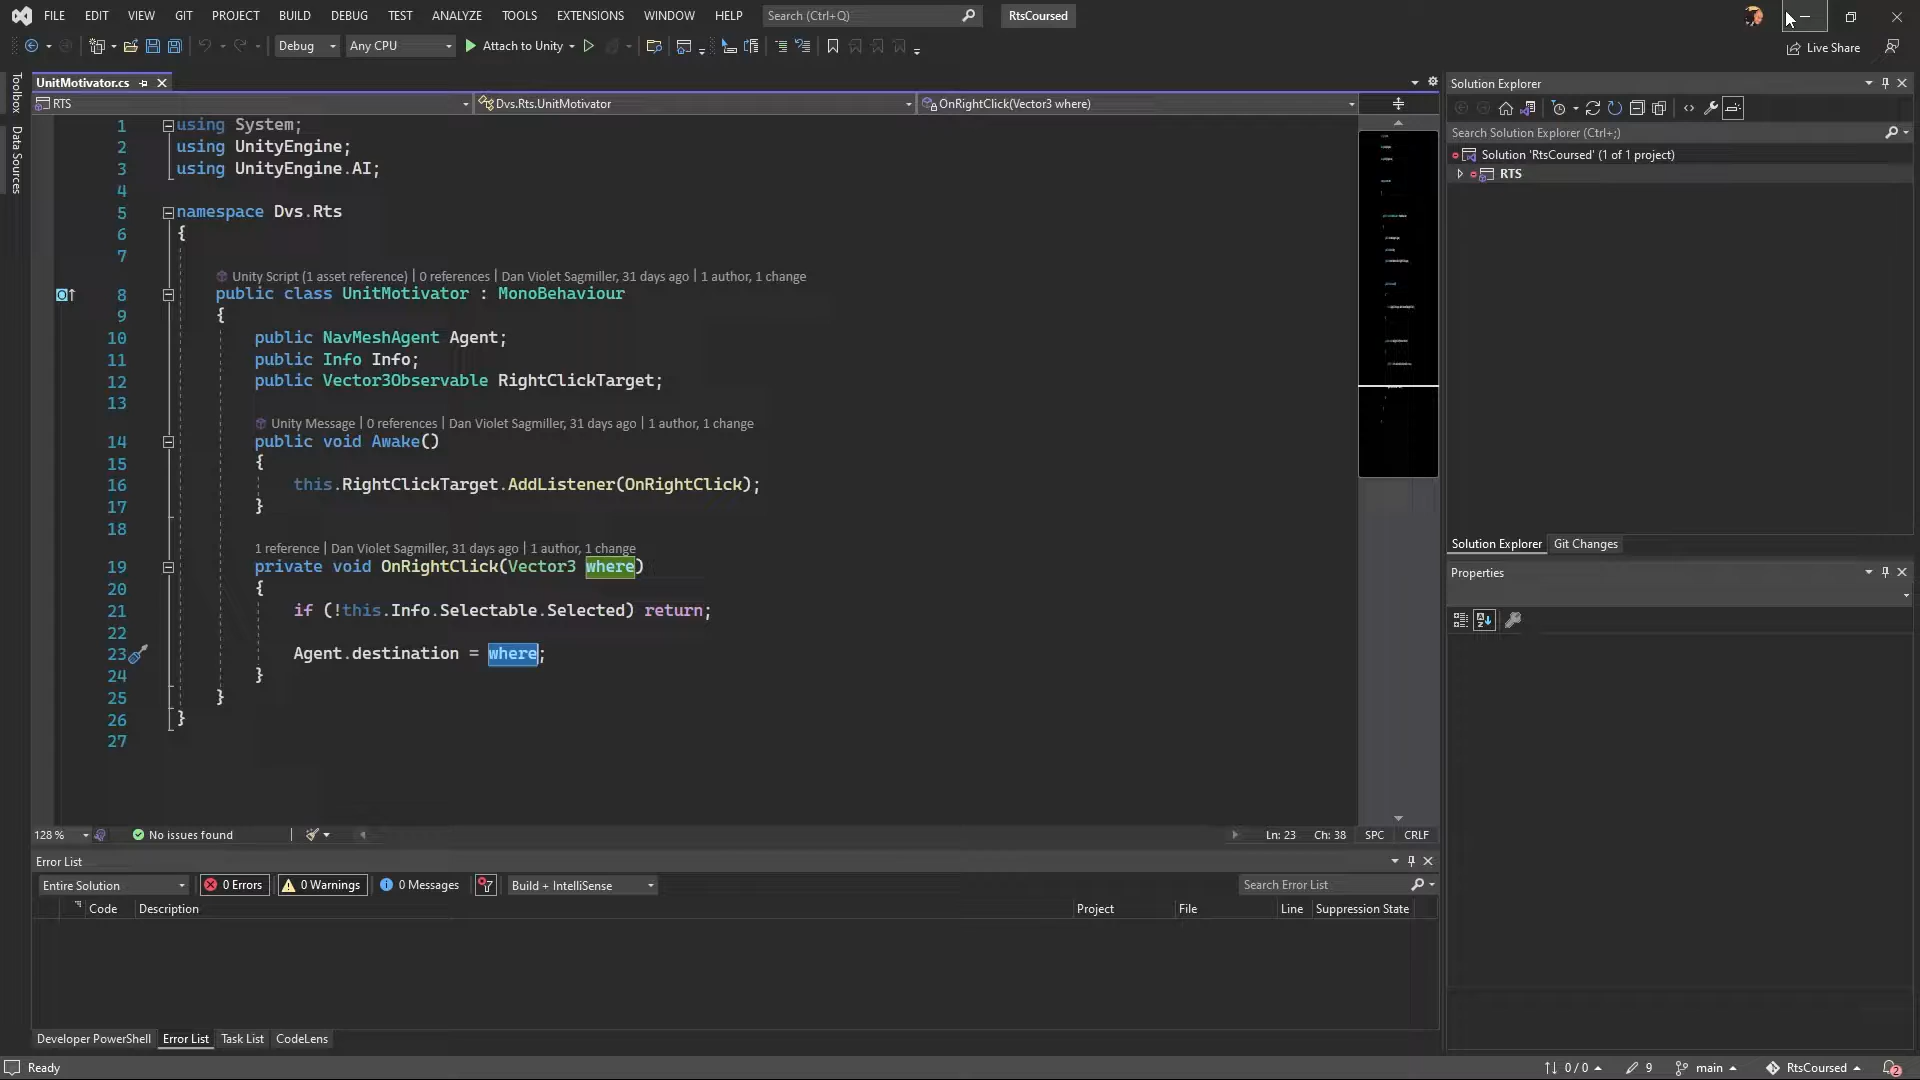 FILE EDIT VIEW GIT PROJECT BUILD DEBUG TEST ANALYZE TOOLS EXTENSIONS WINDOW HELP Search (Ctrl+Q) RtsCoursed
Debug Any CPU Attach to Unity Live Share
Toolbox
Data Sources
UnitMotivator.cs
RTS Dvs.Rts.UnitMotivator OnRightClick(Vector3 where)
1 using System;
2 using UnityEngine;
3 using UnityEngine.AI;
4
5 namespace Dvs.Rts
6 {
7
Unity Script (1 asset reference) | 0 references | Dan Violet Sagmiller, 31 days ago | 1 author, 1 change
8 public class UnitMotivator : MonoBehaviour
9 {
10 public NavMeshAgent Agent;
11 public Info Info;
12 public Vector3Observable RightClickTarget;
13
Unity Message | 0 references | Dan Violet Sagmiller, 31 days ago | 1 author, 1 change
14 public void Awake()
15 {
16 this.RightClickTarget.AddListener(OnRightClick);
17 }
18
1 reference | Dan Violet Sagmiller, 31 days ago | 1 author, 1 change
19 private void OnRightClick(Vector3 where)
20 {
21 if (!this.Info.Selectable.Selected) return;
22
23 Agent.destination = where;
24 }
25 }
26 }
27
128 % No issues found Ln: 23 Ch: 38 SPC CRLF
Error List
Entire Solution 0 Errors 0 Warnings 0 Messages Build + IntelliSense Search Error List
Code Description Project File Line Suppression State
Developer PowerShell Error List Task List CodeLens
Solution Explorer
Search Solution Explorer (Ctrl+;)
Solution 'RtsCoursed' (1 of 1 project)
RTS
Solution Explorer Git Changes
Properties
Ready 0 / 0 9 main RtsCoursed 2